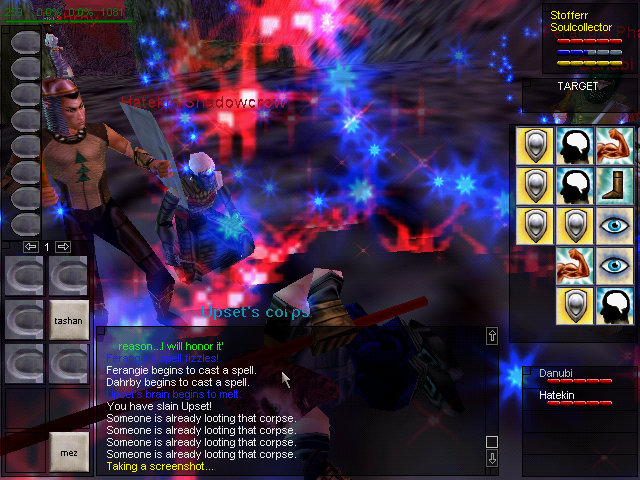 Stofferr
Soulcollector
TARGET
Hatekin Shadowcrow
1
tashan
mez
Upset's corps
reason...I will honor it'
Ferangie's spell fizzles!
Ferangie begins to cast a spell.
Dahrby begins to cast a spell.
Upset's brain begins to melt.
You have slain Upset!
Someone is already looting that corpse.
Someone is already looting that corpse.
Someone is already looting that corpse.
Someone is already looting that corpse.
Taking a screenshot...
Danubi
Hatekin